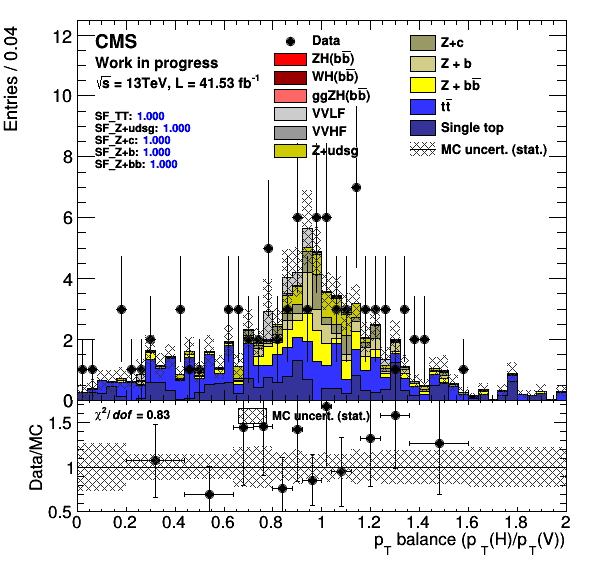 CMS
Work in progress
√s = 13TeV, L = 41.53 fb⁻¹
SF_TT: 1.000
SF_Z+udsg: 1.000
SF_Z+c: 1.000
SF_Z+b: 1.000
SF_Z+bb: 1.000
Data
ZH(bb̅)
WH(bb̅)
ggZH(bb̅)
VVLF
VVHF
Z+udsg
Z+c
Z + b
Z + bb̅
tt̅
Single top
MC uncert. (stat.)
Entries / 0.04
12
10
8
6
4
2
0
χ²/ dof = 0.83
MC uncert. (stat.)
Data/MC
1.5
1
0.5
0 0.2 0.4 0.6 0.8 1 1.2 1.4 1.6 1.8 2
p_T balance (p_T(H)/p_T(V))